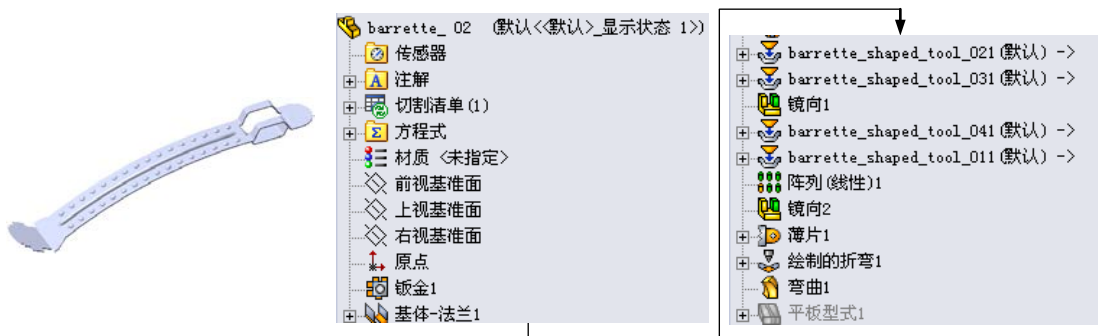 barrette_ 02 (默认<<默认>_显示状态 1>)
传感器
注解
切割清单(1)
方程式
材质 <未指定>
前视基准面
上视基准面
右视基准面
原点
钣金1
基体-法兰1
barrette_shaped_tool_021(默认) ->
barrette_shaped_tool_031(默认) ->
镜向1
barrette_shaped_tool_041(默认) ->
barrette_shaped_tool_011(默认) ->
阵列(线性)1
镜向2
薄片1
绘制的折弯1
弯曲1
平板型式1